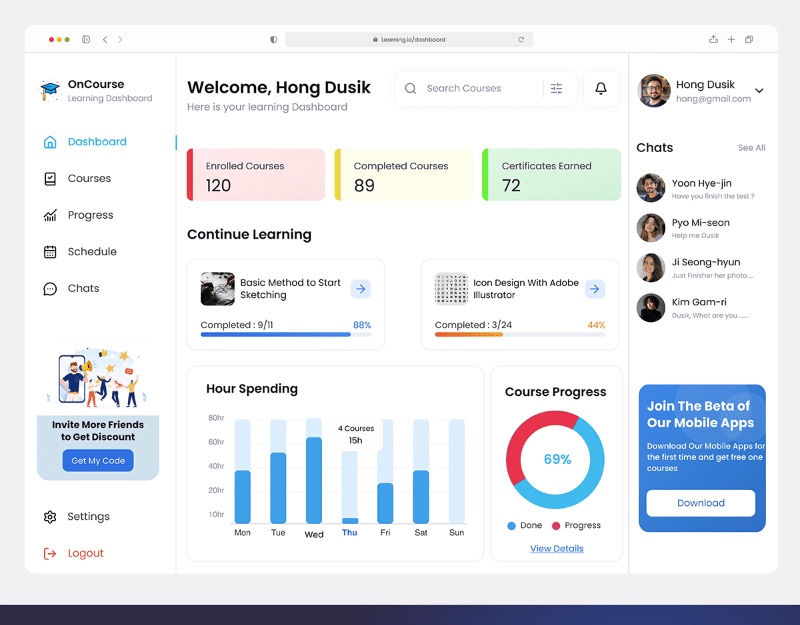 Learning.io/dashboard
OnCourse
Learning Dashboard
Dashboard
Courses
Progress
Schedule
Chats
Invite More Friends
to Get Discount
Get My Code
Settings
Logout
Welcome, Hong Dusik
Here is your learning Dashboard
Search Courses
Enrolled Courses
120
Completed Courses
89
Certificates Earned
72
Continue Learning
Basic Method to Start
Sketching
Completed : 9/11
88%
Icon Design With Adobe
Illustrator
Completed : 3/24
44%
Hour Spending
80hr
60hr
40hr
20hr
10hr
4 Courses
15h
Mon
Tue
Wed
Thu
Fri
Sat
Sun
Course Progress
69%
Done
Progress
View Details
Hong Dusik
hong@gmail.com
Chats
See All
Yoon Hye-jin
Have you finish the test ?
Pyo Mi-seon
Help me Dusik
Ji Seong-hyun
Just Finisher her photo....
Kim Gam-ri
Dusik, What are you ......
Join The Beta of
Our Mobile Apps
Download Our Mobile Apps for
the first time and get free one
courses
Download